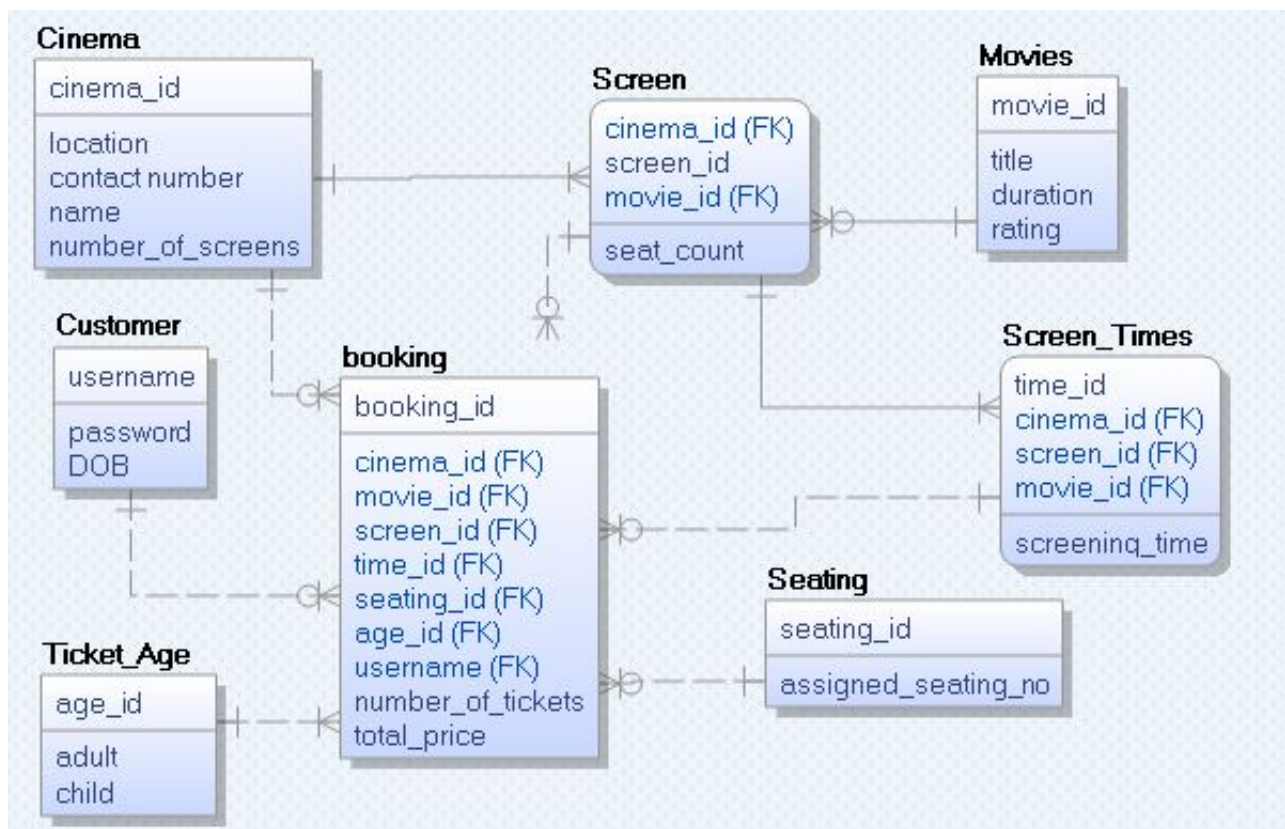 Cinema
cinema_id
location
contact number
name
number_of_screens
Screen
cinema_id (FK)
screen_id
movie_id (FK)
seat_count
Movies
movie_id
title
duration
rating
Customer
username
password
DOB
booking
booking_id
cinema_id (FK)
movie_id (FK)
screen_id (FK)
time_id (FK)
seating_id (FK)
age_id (FK)
username (FK)
number_of_tickets
total_price
Screen_Times
time_id
cinema_id (FK)
screen_id (FK)
movie_id (FK)
screening_time
Seating
seating_id
assigned_seating_no
Ticket_Age
age_id
adult
child